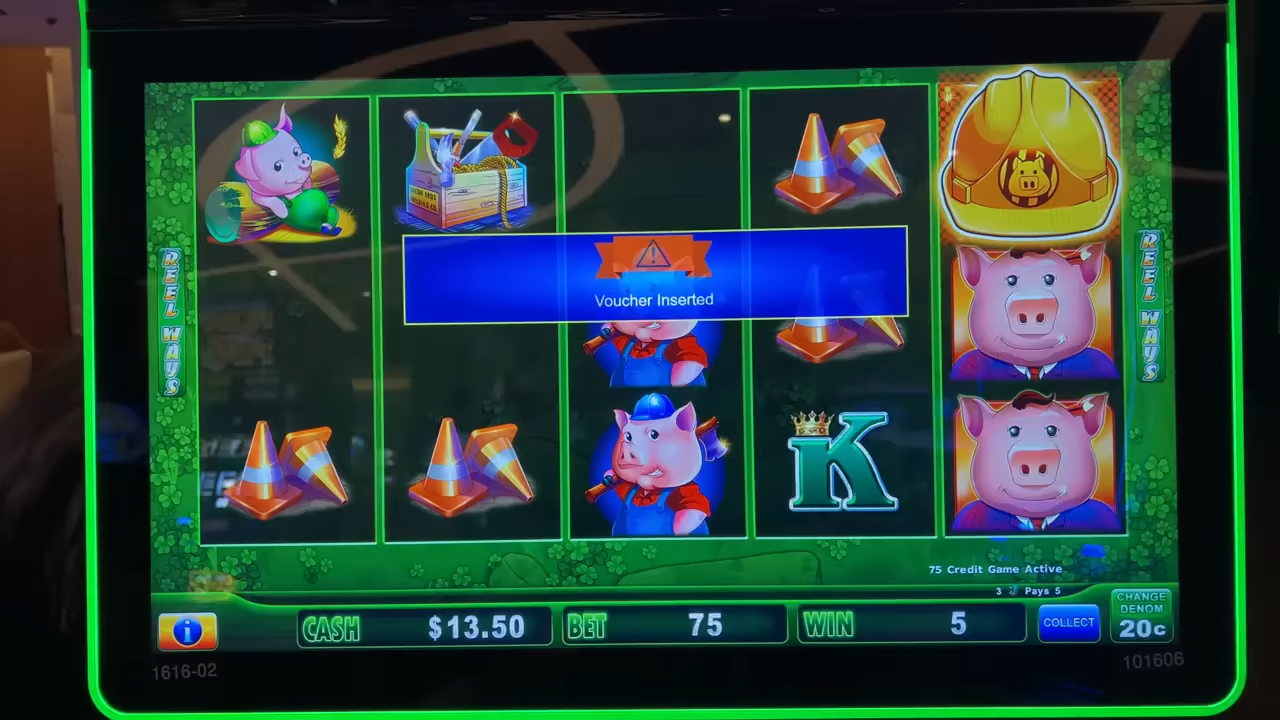 REEL WAYS
REEL WAYS
Voucher Inserted
K
75 Credit Game Active
3 Pays 5
CASH $13.50
BET 75
WIN 5
COLLECT
CHANGE
DENOM
20c
1616-02
101606